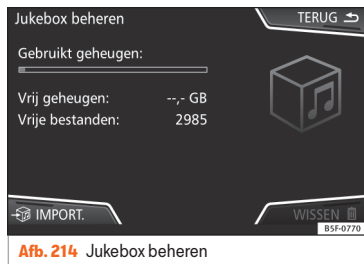 Jukebox beheren
TERUG
Gebruikt geheugen:
Vrij geheugen: --,- GB
Vrije bestanden: 2985
IMPORT.
WISSEN
B5F-0770
Afb. 214 Jukebox beheren